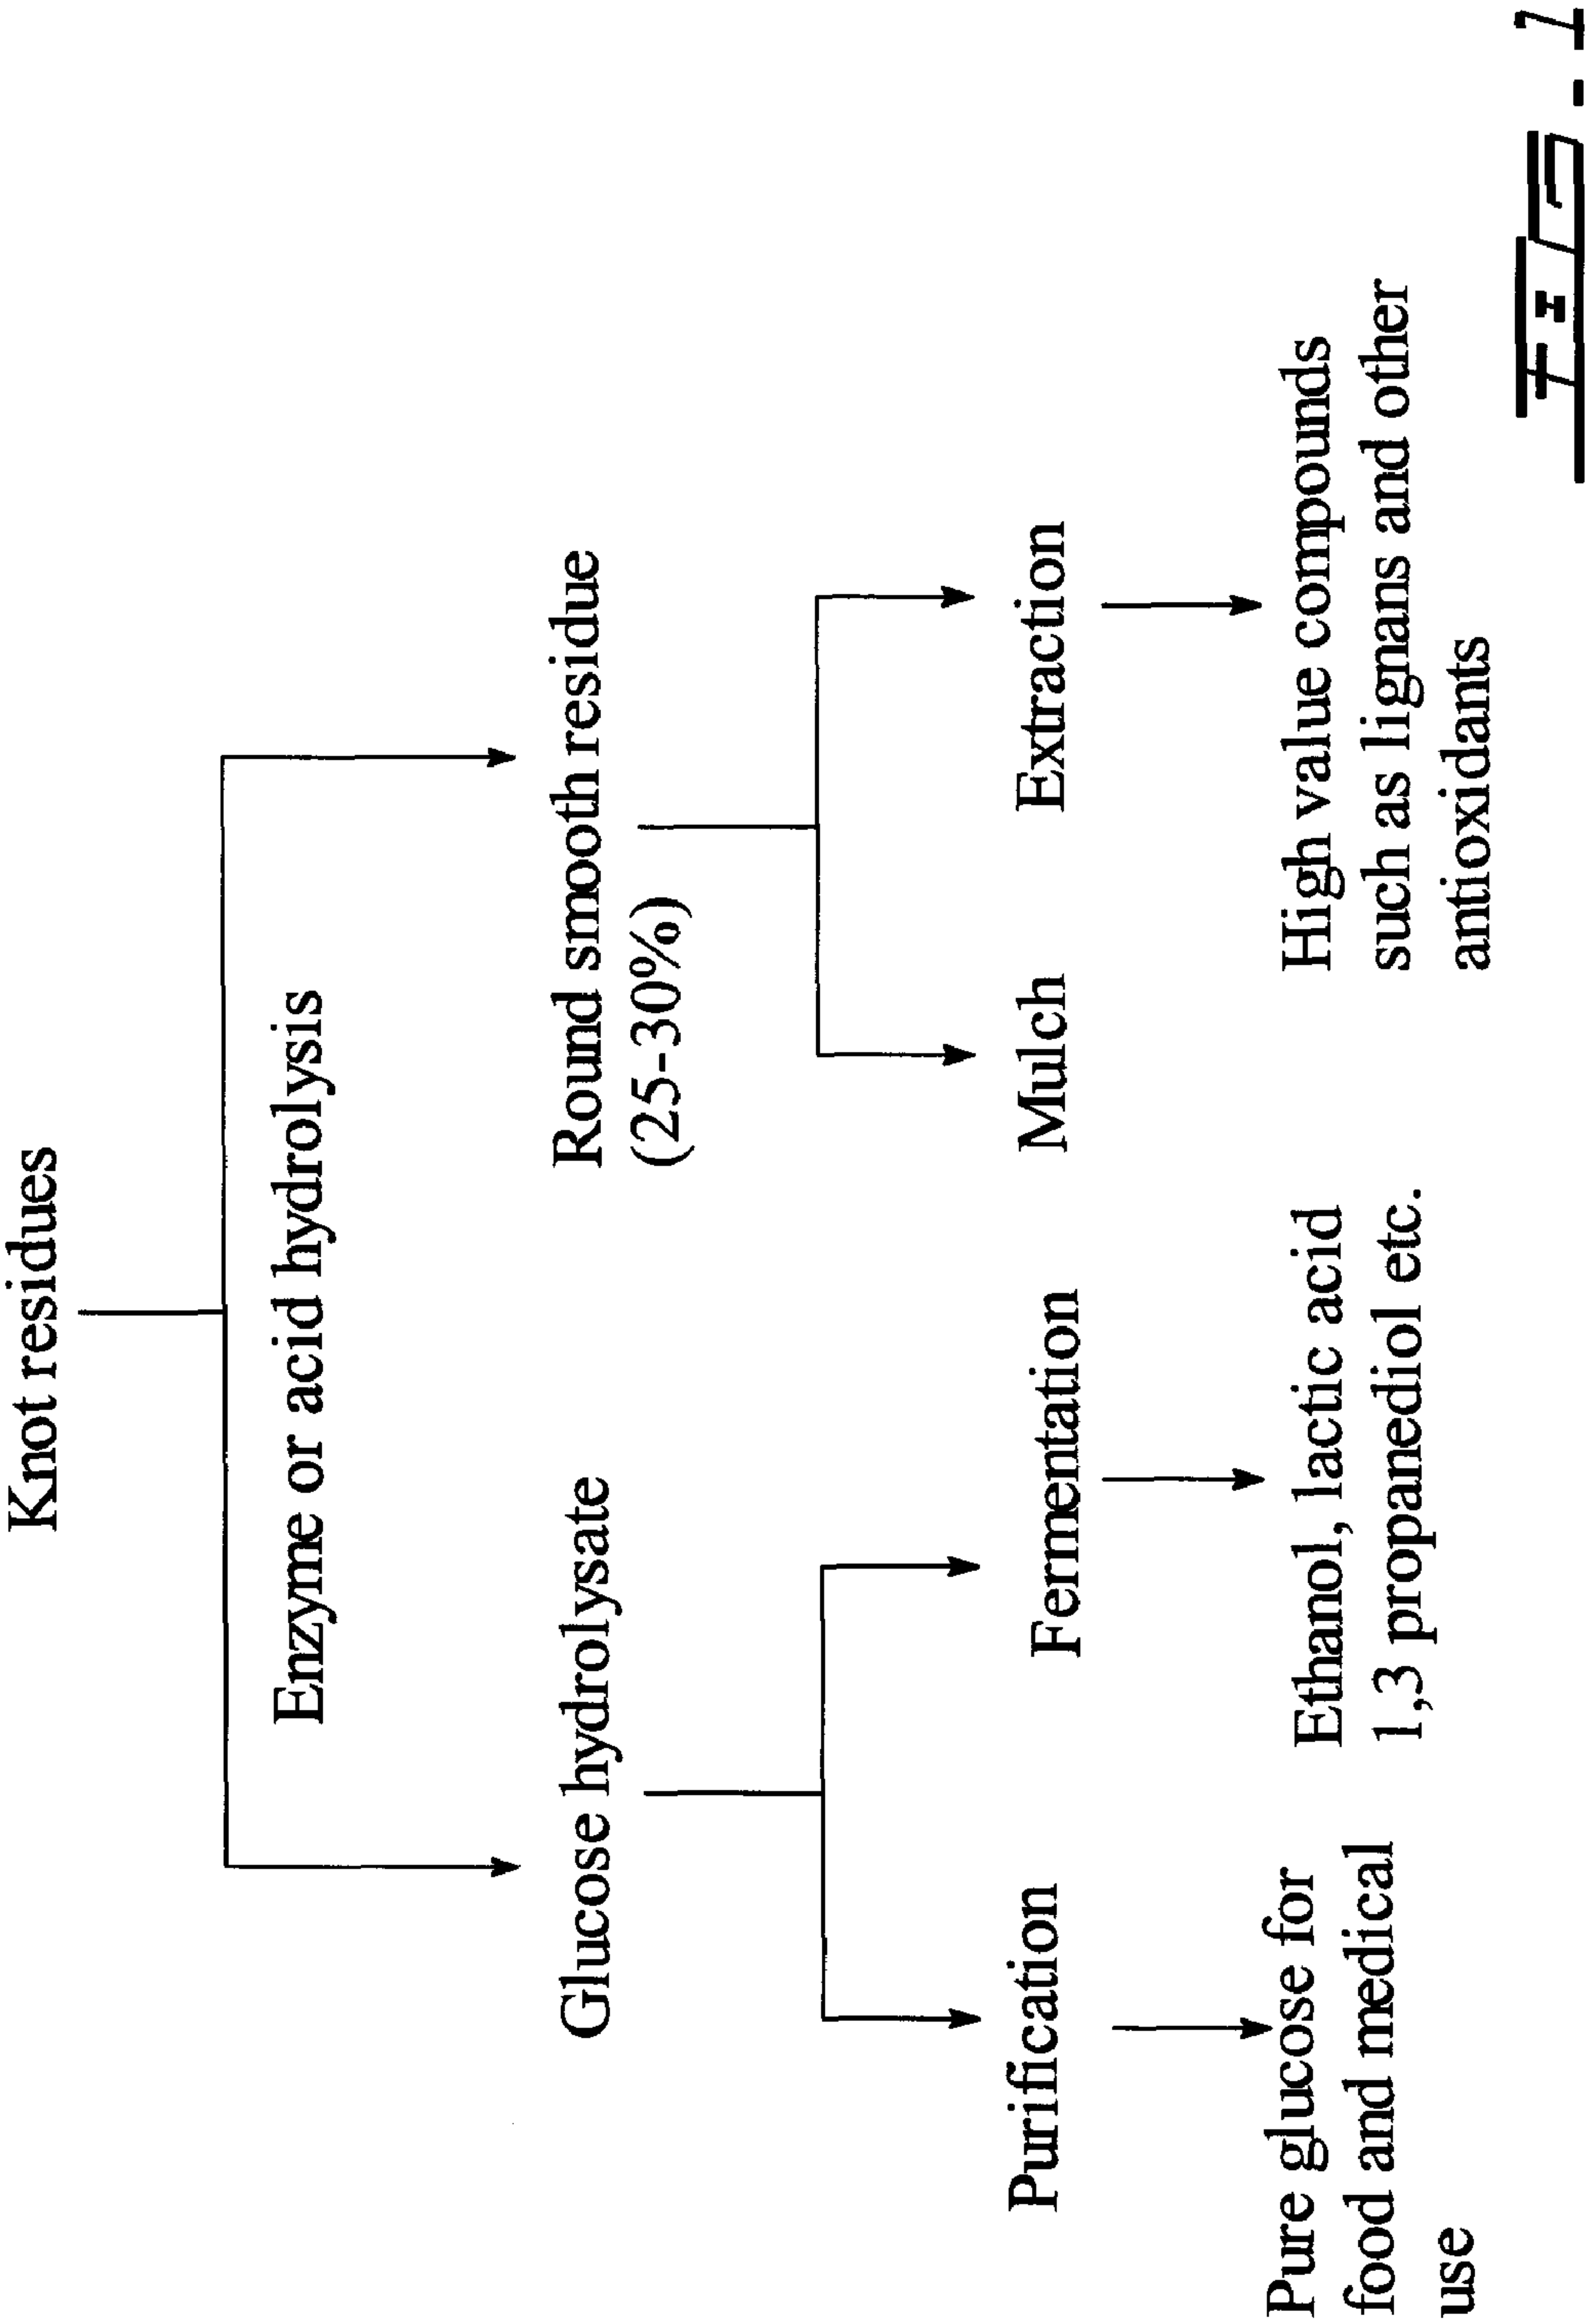 Knot residues
Enzyme or acid hydrolysis
Glucose hydrolysate
Round smooth residue
(25-30%)
Purification
Fermentation
Mulch
Extraction
Pure glucose for
food and medical
use
Ethanol, lactic acid
1,3 propanediol etc.
High value compounds
such as lignans and other
antioxidants
FIG. 1